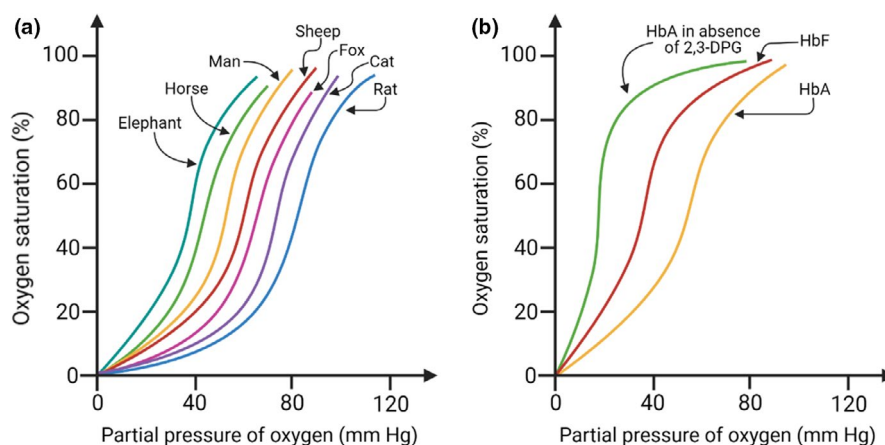 (a)
Oxygen saturation (%)
100
80
60
40
20
0
Elephant
Horse
Man
Sheep
Fox
Cat
Rat
0 40 80 120
Partial pressure of oxygen (mm Hg)
(b)
Oxygen saturation (%)
100
80
60
40
20
0
HbA in absence
of 2,3-DPG
HbF
HbA
0 40 80 120
Partial pressure of oxygen (mm Hg)